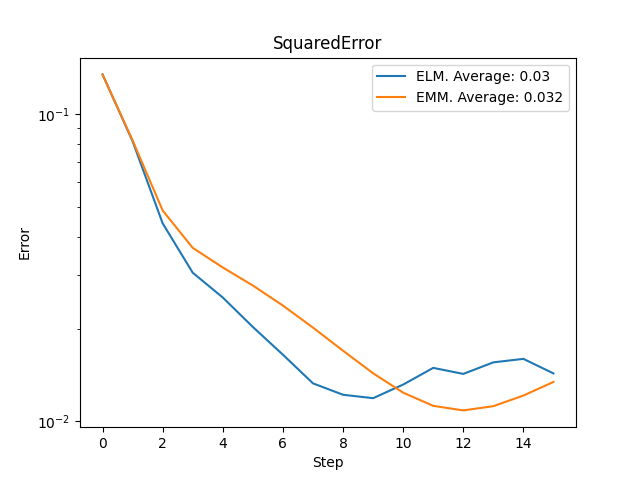 SquaredError
ELM. Average: 0.03
EMM. Average: 0.032
10⁻¹
10⁻²
Error
0 2 4 6 8 10 12 14
Step